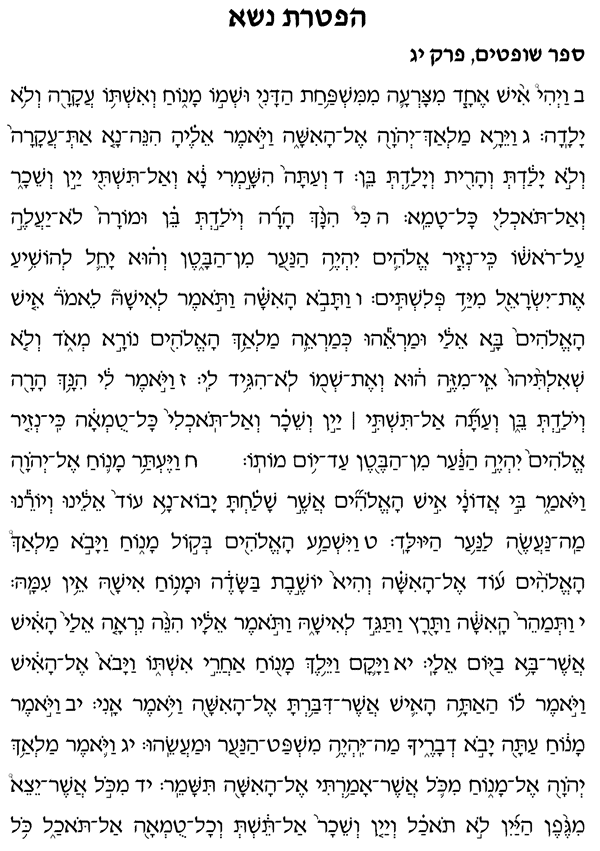 הפטרת נשא
ספר שופטים, פרק יג
ב וַיְהִי֩ אִ֨ישׁ אֶחָ֧ד מִצָּרְעָ֛ה מִמִּשְׁפַּ֥חַת הַדָּנִ֖י וּשְׁמ֣וֹ מָנ֑וֹחַ וְאִשְׁתּ֥וֹ עֲקָרָ֖ה וְלֹ֥א
יָלָֽדָה׃ ג וַיֵּרָ֥א מַלְאַךְ־יְהֹוָ֖ה אֶל־הָאִשָּׁ֑ה וַיֹּ֣אמֶר אֵלֶ֗יהָ הִנֵּה־נָ֤א אַתְּ־עֲקָרָה֙
וְלֹ֣א יָלַ֔דְתְּ וְהָרִ֖ית וְיָלַ֥דְתְּ בֵּֽן׃ ד וְעַתָּה֙ הִשָּׁ֣מְרִי נָ֔א וְאַל־תִּשְׁתִּ֖י יַ֣יִן וְשֵׁכָ֑ר
וְאַל־תֹּאכְלִ֖י כׇּל־טָמֵֽא׃ ה כִּי֩ הִנָּ֨ךְ הָרָ֜ה וְיֹלַ֣דְתְּ בֵּ֗ן וּמוֹרָה֙ לֹא־יַעֲלֶ֣ה
עַל־רֹאשׁ֔וֹ כִּֽי־נְזִ֧יר אֱלֹהִ֛ים יִהְיֶ֥ה הַנַּ֖עַר מִן־הַבָּ֑טֶן וְה֗וּא יָחֵ֛ל לְהוֹשִׁ֥יעַ
אֶת־יִשְׂרָאֵ֖ל מִיַּ֥ד פְּלִשְׁתִּֽים׃ ו וַתָּבֹ֣א הָאִשָּׁ֗ה וַתֹּ֣אמֶר לְאִישָׁהּ֮ לֵאמֹר֒ אִ֤ישׁ
הָאֱלֹהִים֙ בָּ֣א אֵלַ֔י וּמַרְאֵ֕הוּ כְּמַרְאֵ֛ה מַלְאַ֥ךְ הָאֱלֹהִ֖ים נוֹרָ֣א מְאֹ֑ד וְלֹ֤א
שְׁאִלְתִּ֙יהוּ֙ אֵֽי־מִזֶּ֣ה ה֔וּא וְאֶת־שְׁמ֖וֹ לֹֽא־הִגִּ֥יד לִֽי׃ ז וַיֹּ֣אמֶר לִ֔י הִנָּ֥ךְ הָרָ֖ה
וְיֹלַ֣דְתְּ בֵּ֑ן וְעַתָּ֞ה אַל־תִּשְׁתִּ֣י | יַ֣יִן וְשֵׁכָ֗ר וְאַל־תֹּֽאכְלִי֙ כׇּל־טֻמְאָ֔ה כִּֽי־נְזִ֤יר
אֱלֹהִים֙ יִהְיֶ֣ה הַנַּ֔עַר מִן־הַבֶּ֖טֶן עַד־י֥וֹם מוֹתֽוֹ׃ ח וַיֶּעְתַּ֥ר מָנ֛וֹחַ אֶל־יְהֹוָ֖ה
וַיֹּאמַ֑ר בִּ֣י אֲדוֹנָ֔י אִ֣ישׁ הָאֱלֹהִ֞ים אֲשֶׁ֣ר שָׁלַ֗חְתָּ יָבוֹא־נָ֥א עוֹד֙ אֵלֵ֔ינוּ וְיוֹרֵ֕נוּ
מַֽה־נַּעֲשֶׂ֖ה לַנַּ֥עַר הַיּוּלָּֽד׃ ט וַיִּשְׁמַ֥ע הָאֱלֹהִ֖ים בְּק֣וֹל מָנ֑וֹחַ וַיָּבֹ֣א מַלְאַךְ֩
הָאֱלֹהִ֨ים ע֜וֹד אֶל־הָאִשָּׁ֗ה וְהִיא֙ יוֹשֶׁ֣בֶת בַּשָּׂדֶ֔ה וּמָנ֥וֹחַ אִישָׁ֖הּ אֵ֥ין עִמָּֽהּ׃
י וַתְּמַהֵר֙ הָֽאִשָּׁ֔ה וַתָּ֖רׇץ וַתַּגֵּ֣ד לְאִישָׁ֑הּ וַתֹּ֣אמֶר אֵלָ֔יו הִנֵּ֨ה נִרְאָ֤ה אֵלַי֙ הָאִ֔ישׁ
אֲשֶׁר־בָּ֥א בַיּ֖וֹם אֵלָֽי׃ יא וַיָּ֛קׇם וַיֵּ֥לֶךְ מָנ֖וֹחַ אַחֲרֵ֣י אִשְׁתּ֑וֹ וַיָּבֹא֙ אֶל־הָאִ֔ישׁ
וַיֹּ֣אמֶר ל֗וֹ הַאַתָּ֥ה הָאִ֛ישׁ אֲשֶׁר־דִּבַּ֥רְתָּ אֶל־הָאִשָּׁ֖ה וַיֹּ֥אמֶר אָֽנִי׃ יב וַיֹּ֣אמֶר
מָנ֔וֹחַ עַתָּ֖ה יָבֹ֣א דְבָרֶ֑יךָ מַה־יִּֽהְיֶ֥ה מִשְׁפַּט־הַנַּ֖עַר וּמַעֲשֵֽׂהוּ׃ יג וַיֹּ֛אמֶר מַלְאַ֥ךְ
יְהֹוָ֖ה אֶל־מָנ֑וֹחַ מִכֹּ֛ל אֲשֶׁר־אָמַ֥רְתִּי אֶל־הָאִשָּׁ֖ה תִּשָּׁמֵֽר׃ יד מִכֹּ֣ל אֲשֶׁר־יֵצֵא֩
מִגֶּ֨פֶן הַיַּ֜יִן לֹ֣א תֹאכַ֗ל וְיַ֤יִן וְשֵׁכָר֙ אַל־תֵּ֔שְׁתְּ וְכׇל־טֻמְאָ֖ה אַל־תֹּאכַ֑ל כֹּ֥ל